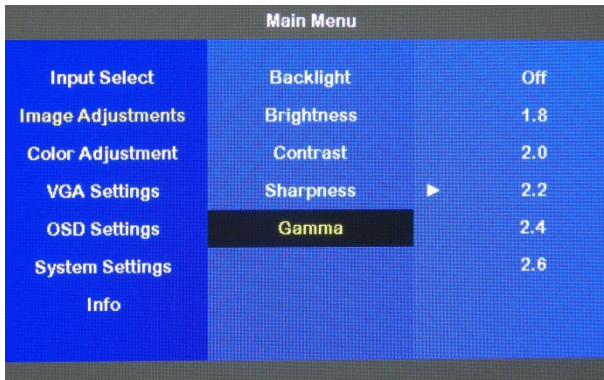 Main Menu
Input Select
Image Adjustments
Color Adjustment
VGA Settings
OSD Settings
System Settings
Info
Backlight
Brightness
Contrast
Sharpness
Gamma
Off
1.8
2.0
2.2
2.4
2.6